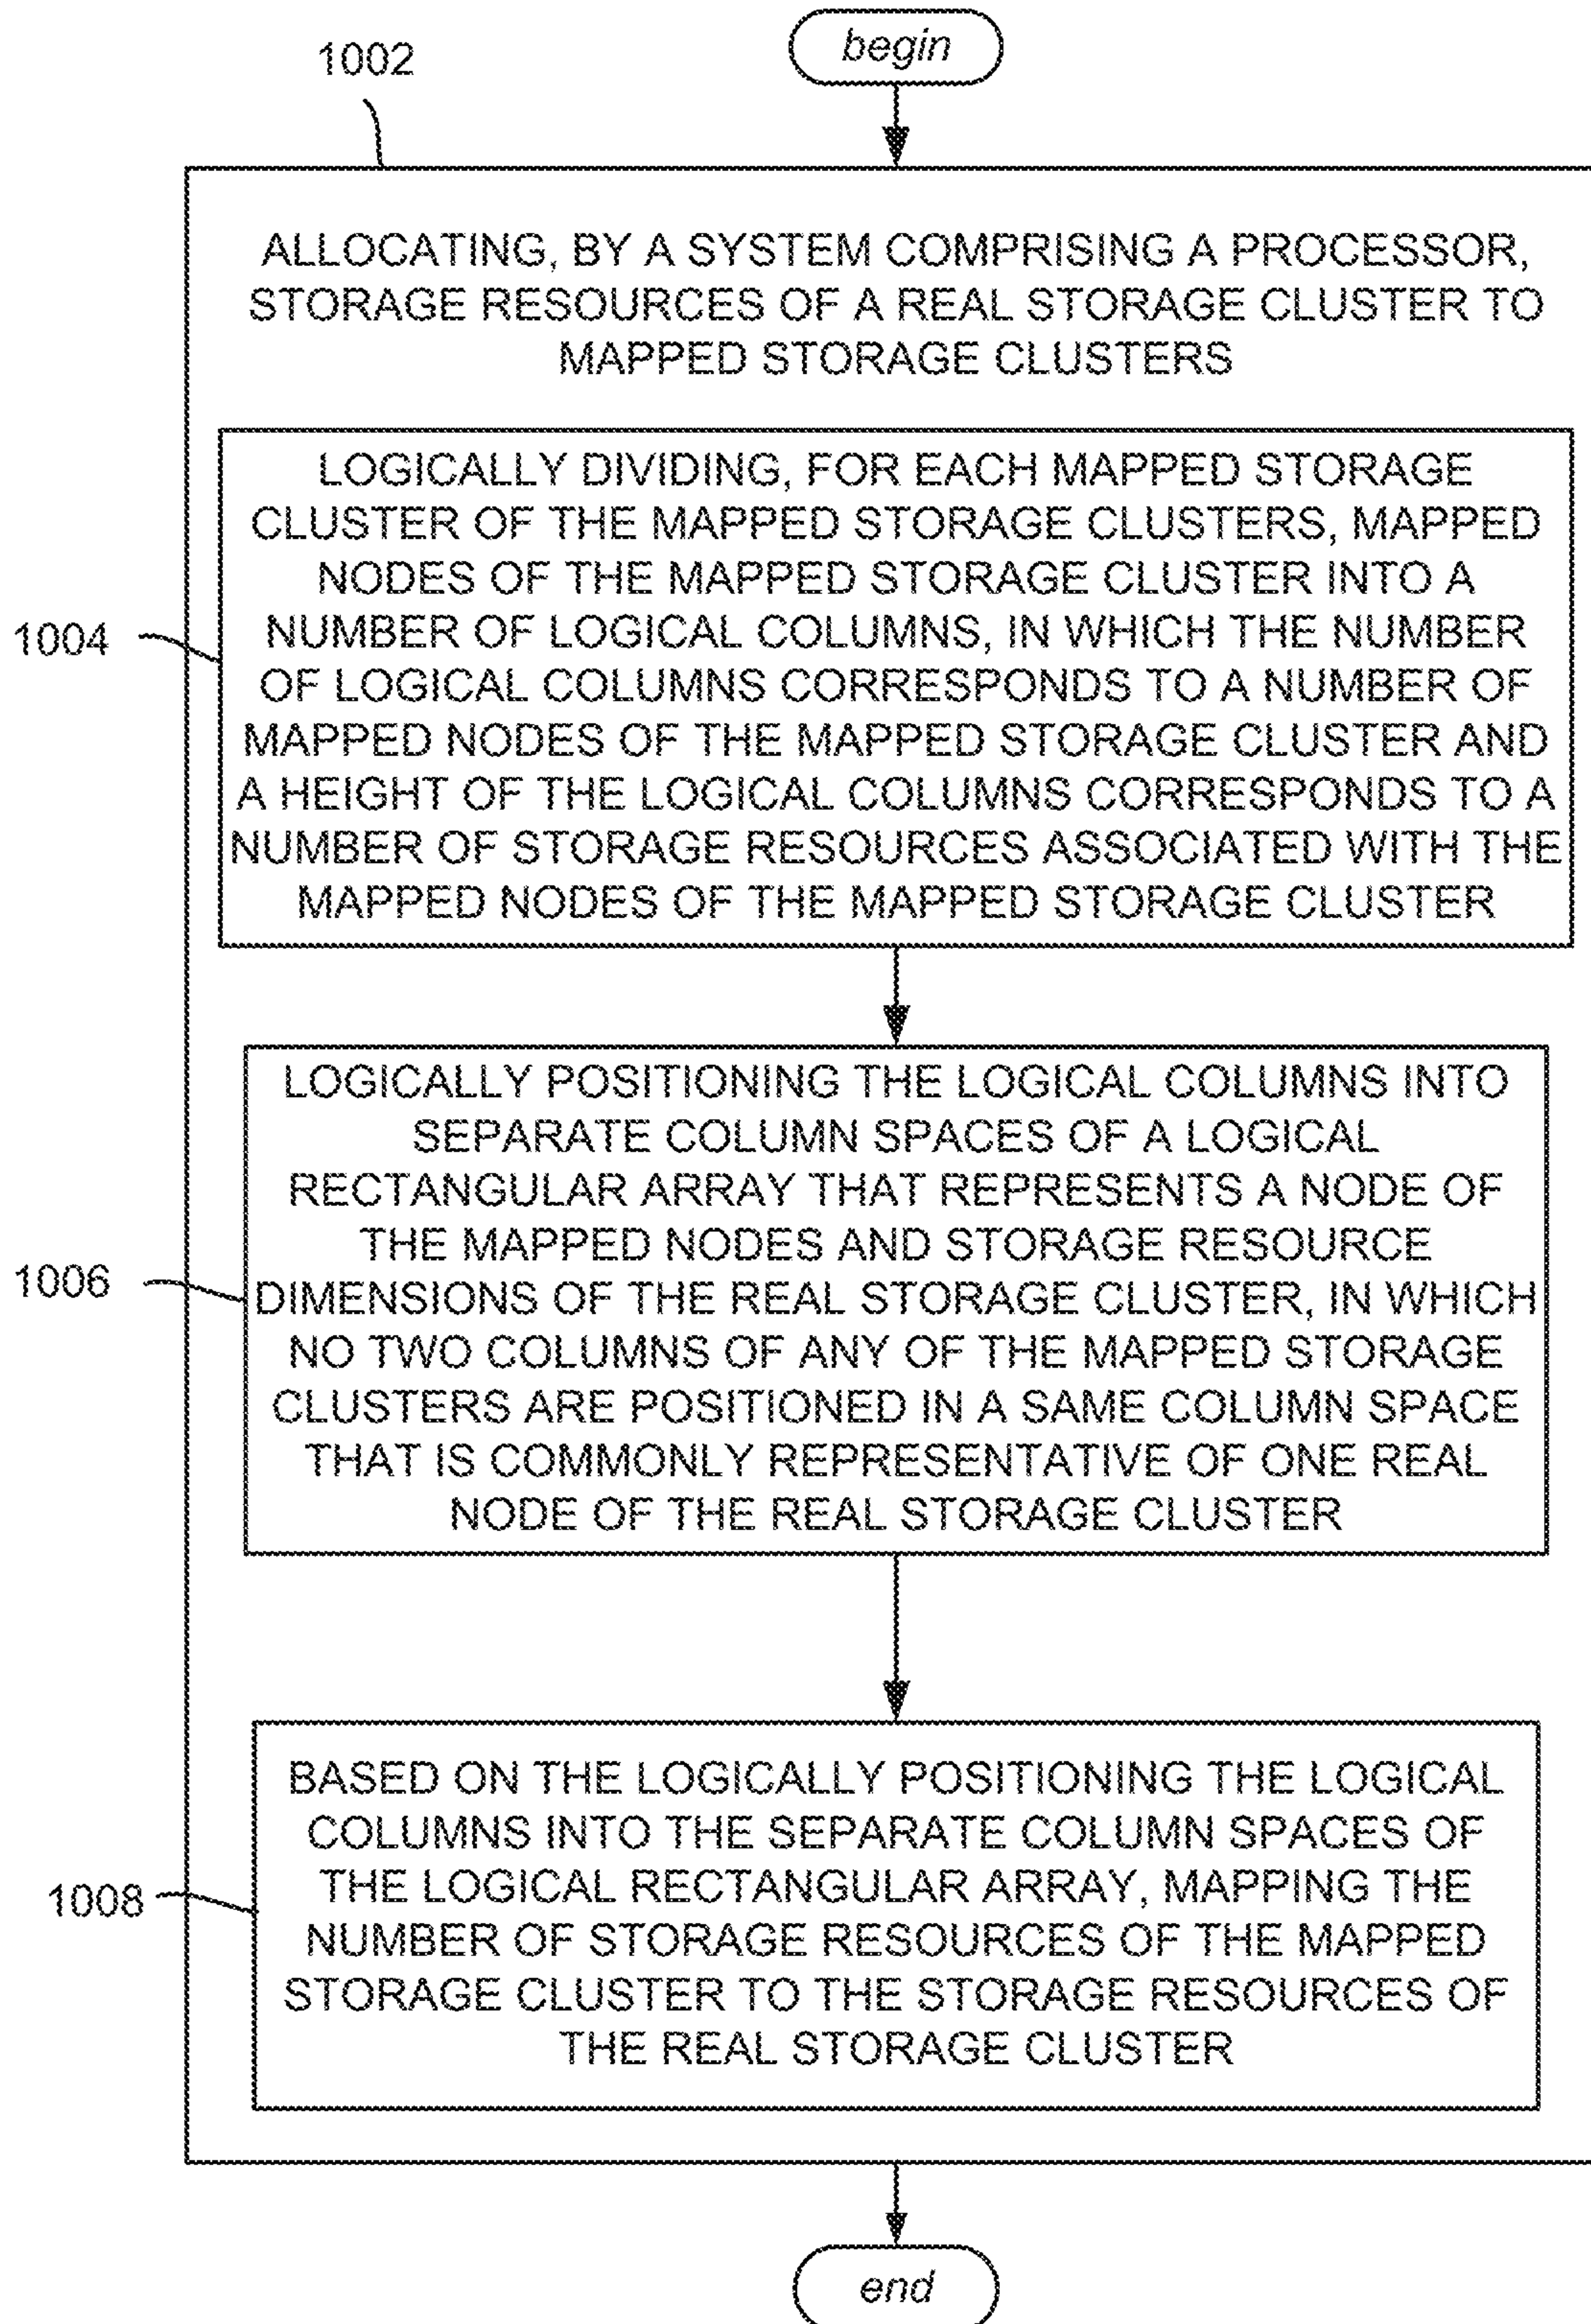 begin
1002
ALLOCATING, BY A SYSTEM COMPRISING A PROCESSOR,
STORAGE RESOURCES OF A REAL STORAGE CLUSTER TO
MAPPED STORAGE CLUSTERS
LOGICALLY DIVIDING, FOR EACH MAPPED STORAGE
CLUSTER OF THE MAPPED STORAGE CLUSTERS, MAPPED
NODES OF THE MAPPED STORAGE CLUSTER INTO A
NUMBER OF LOGICAL COLUMNS, IN WHICH THE NUMBER
OF LOGICAL COLUMNS CORRESPONDS TO A NUMBER OF
MAPPED NODES OF THE MAPPED STORAGE CLUSTER AND
A HEIGHT OF THE LOGICAL COLUMNS CORRESPONDS TO A
NUMBER OF STORAGE RESOURCES ASSOCIATED WITH THE
MAPPED NODES OF THE MAPPED STORAGE CLUSTER
1004
LOGICALLY POSITIONING THE LOGICAL COLUMNS INTO
SEPARATE COLUMN SPACES OF A LOGICAL
RECTANGULAR ARRAY THAT REPRESENTS A NODE OF
THE MAPPED NODES AND STORAGE RESOURCE
DIMENSIONS OF THE REAL STORAGE CLUSTER, IN WHICH
NO TWO COLUMNS OF ANY OF THE MAPPED STORAGE
CLUSTERS ARE POSITIONED IN A SAME COLUMN SPACE
THAT IS COMMONLY REPRESENTATIVE OF ONE REAL
NODE OF THE REAL STORAGE CLUSTER
1006
BASED ON THE LOGICALLY POSITIONING THE LOGICAL
COLUMNS INTO THE SEPARATE COLUMN SPACES OF
THE LOGICAL RECTANGULAR ARRAY, MAPPING THE
NUMBER OF STORAGE RESOURCES OF THE MAPPED
STORAGE CLUSTER TO THE STORAGE RESOURCES OF
THE REAL STORAGE CLUSTER
1008
end